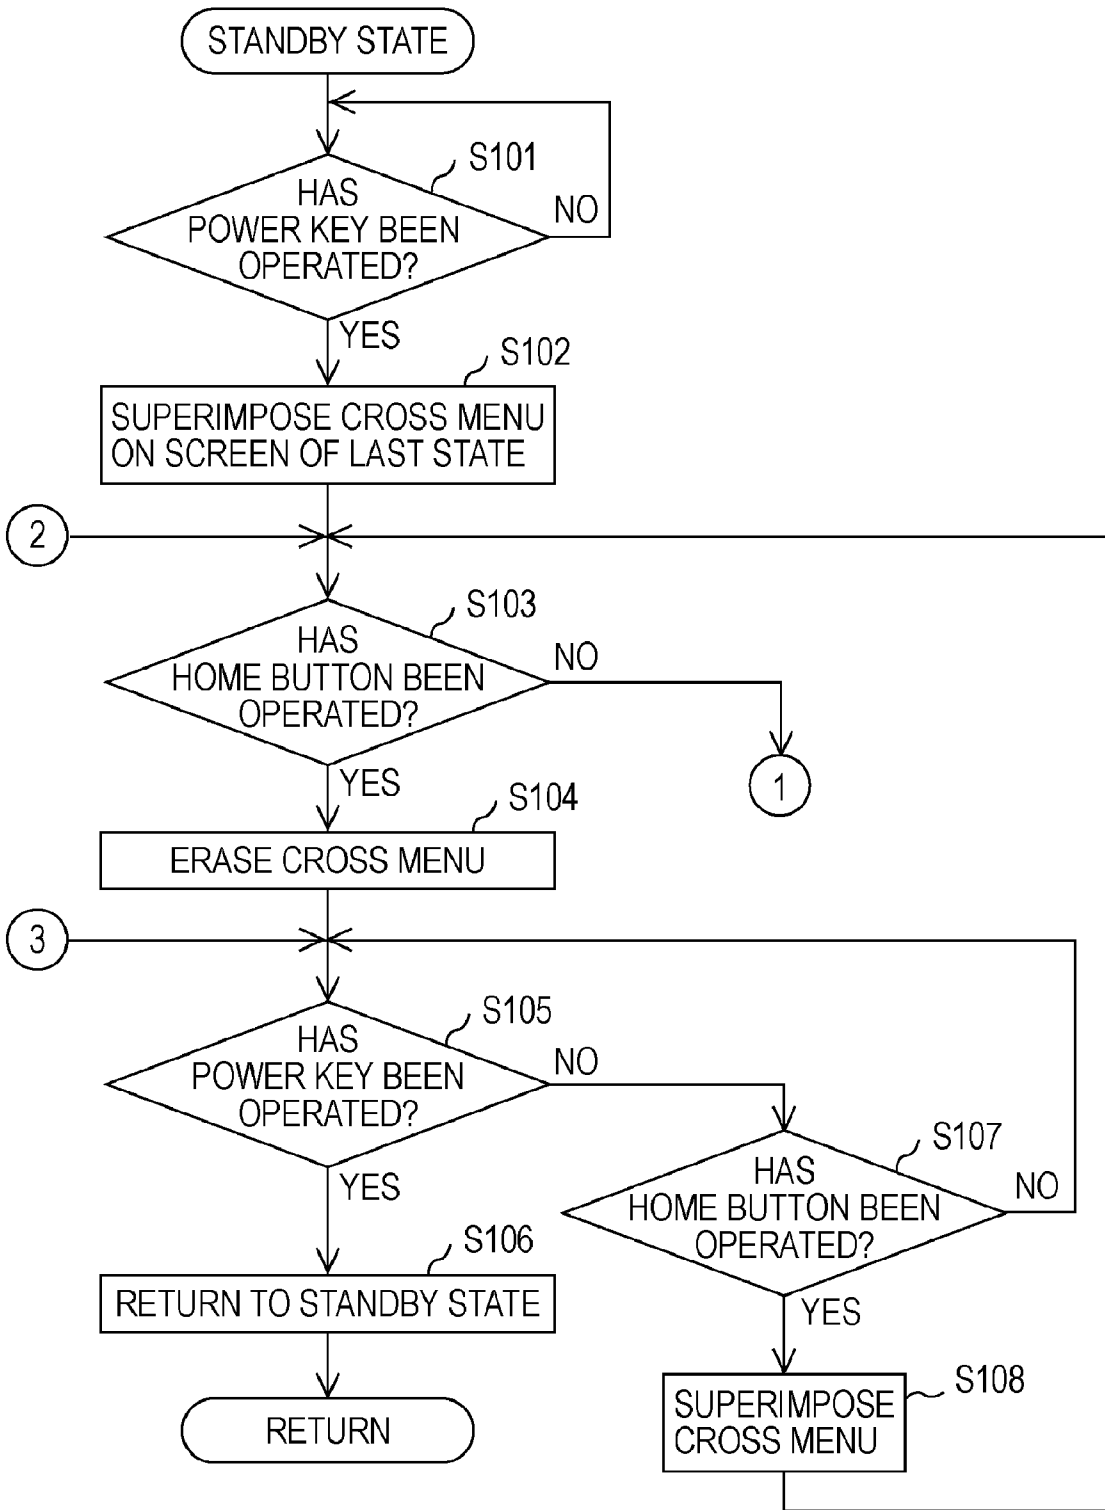 STANDBY STATE
S101
HAS
POWER KEY BEEN
OPERATED?
NO
YES
S102
SUPERIMPOSE CROSS MENU
ON SCREEN OF LAST STATE
2
S103
HAS
HOME BUTTON BEEN
OPERATED?
NO
YES
1
S104
ERASE CROSS MENU
3
S105
HAS
POWER KEY BEEN
OPERATED?
NO
YES
S107
HAS
HOME BUTTON BEEN
OPERATED?
NO
YES
S106
RETURN TO STANDBY STATE
S108
SUPERIMPOSE
CROSS MENU
RETURN